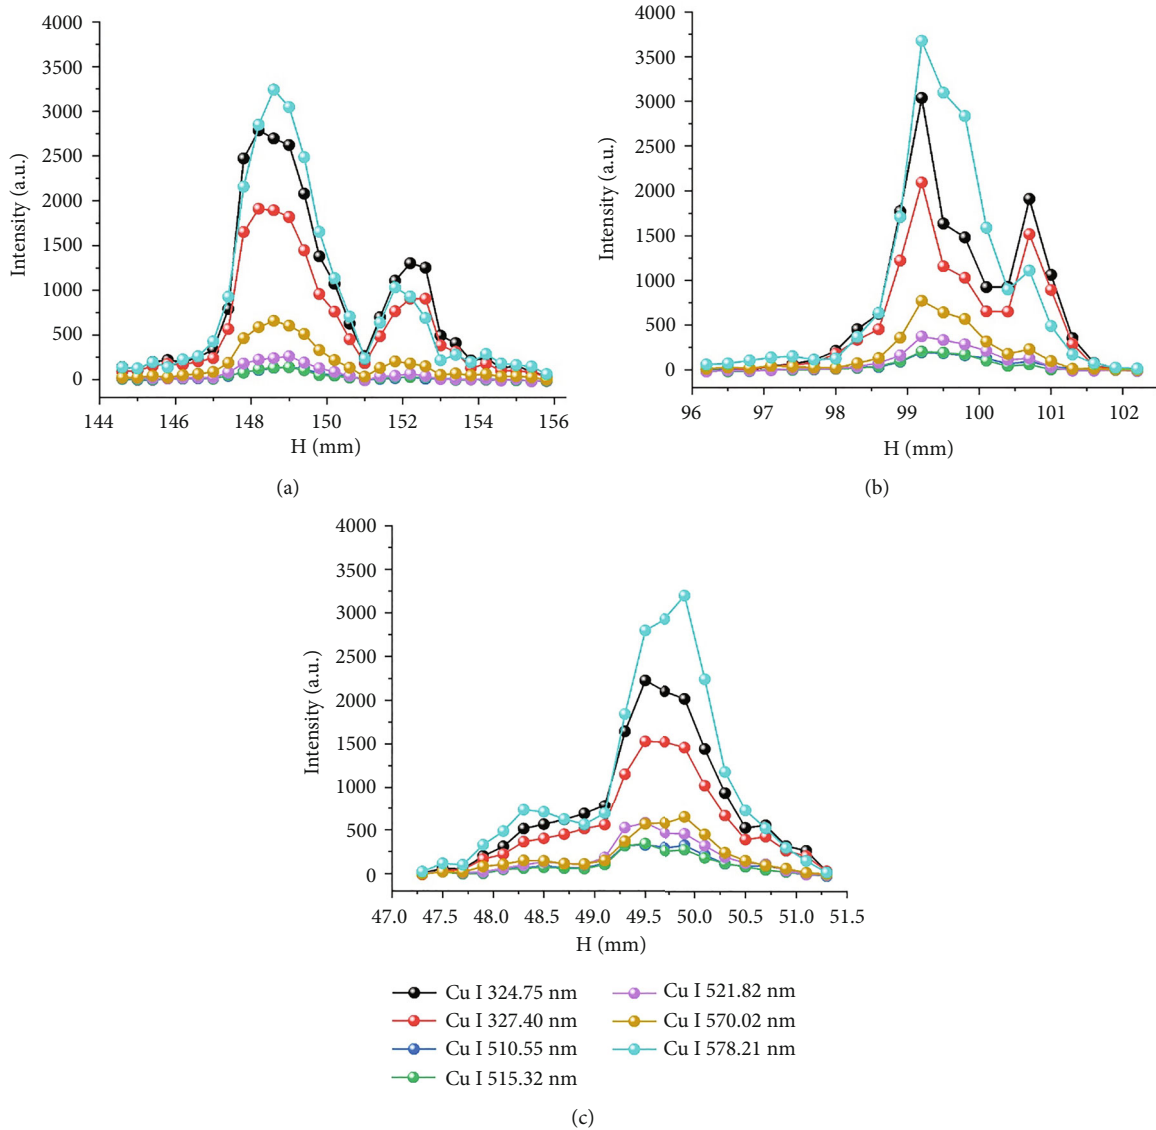 4000
3500
3000
2500
2000
1500
1000
500
0
Intensity (a.u.)
144 146 148 150 152 154 156
H (mm)
(a)
4000
3500
3000
2500
2000
1500
1000
500
0
Intensity (a.u.)
96 97 98 99 100 101 102
H (mm)
(b)
4000
3500
3000
2500
2000
1500
1000
500
0
Intensity (a.u.)
47.0 47.5 48.0 48.5 49.0 49.5 50.0 50.5 51.1 51.5
H (mm)
Cu I 324.75 nm
Cu I 327.40 nm
Cu I 510.55 nm
Cu I 515.32 nm
Cu I 521.82 nm
Cu I 570.02 nm
Cu I 578.21 nm
(c)